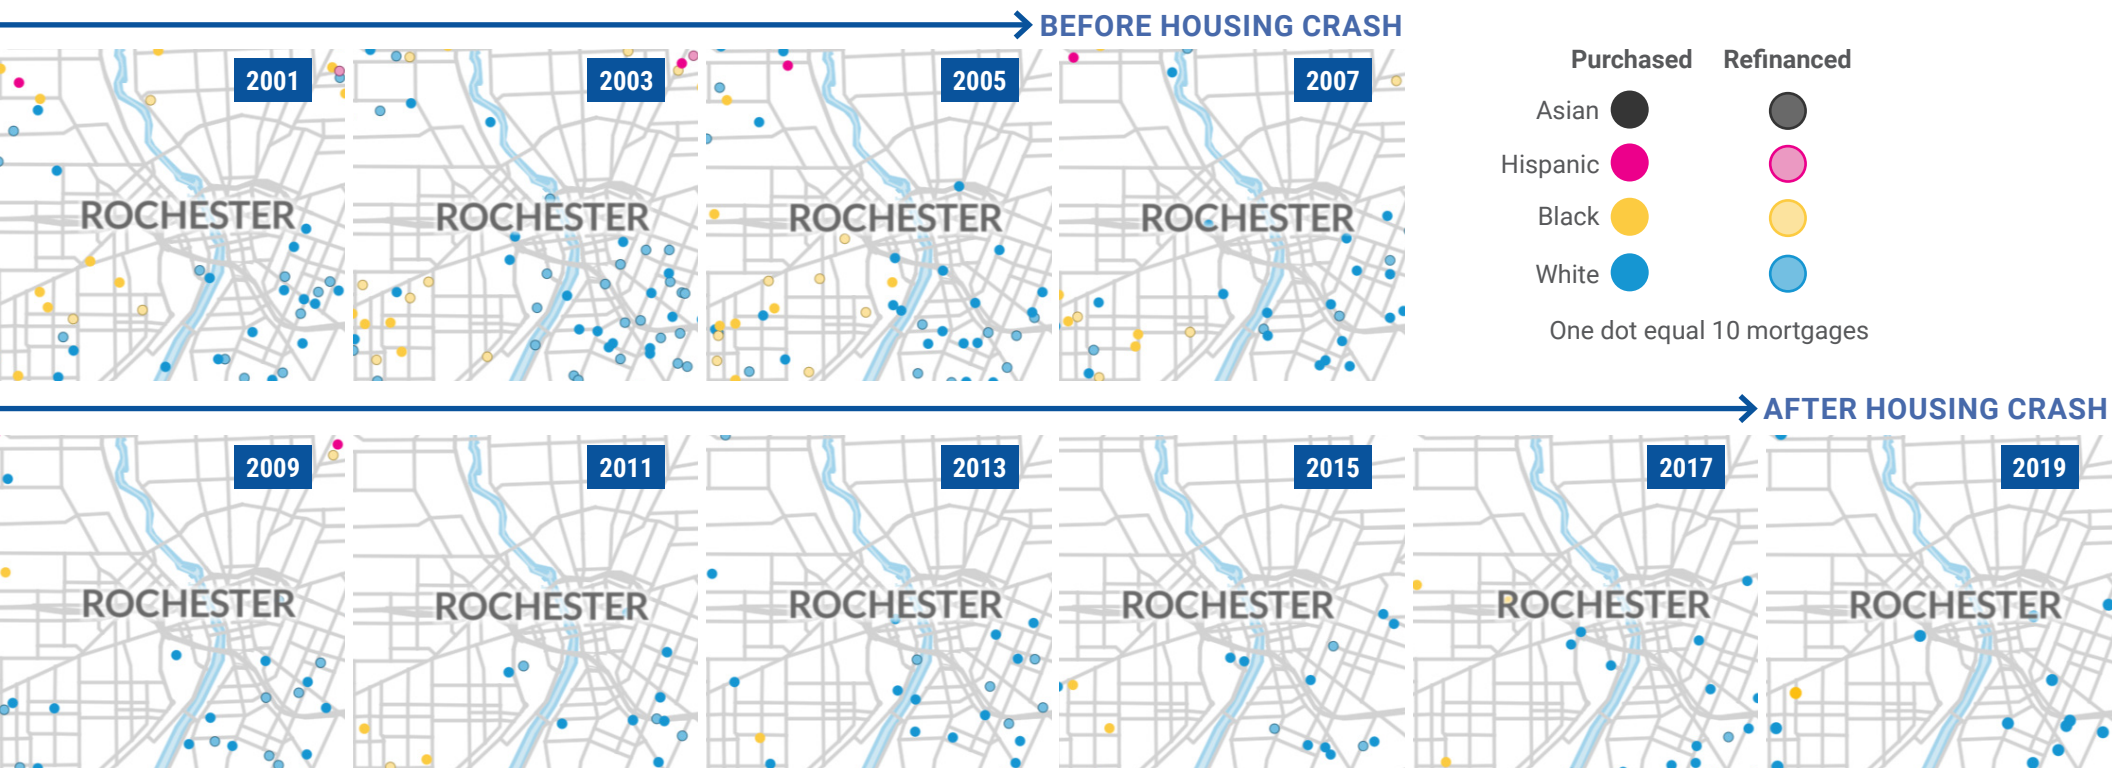 BEFORE HOUSING CRASH
2001
2003
2005
2007
ROCHESTER
ROCHESTER
ROCHESTER
ROCHESTER
Purchased Refinanced
Asian
Hispanic
Black
White
One dot equal 10 mortgages
AFTER HOUSING CRASH
2009
2011
2013
2015
2017
2019
ROCHESTER
ROCHESTER
ROCHESTER
ROCHESTER
ROCHESTER
ROCHESTER